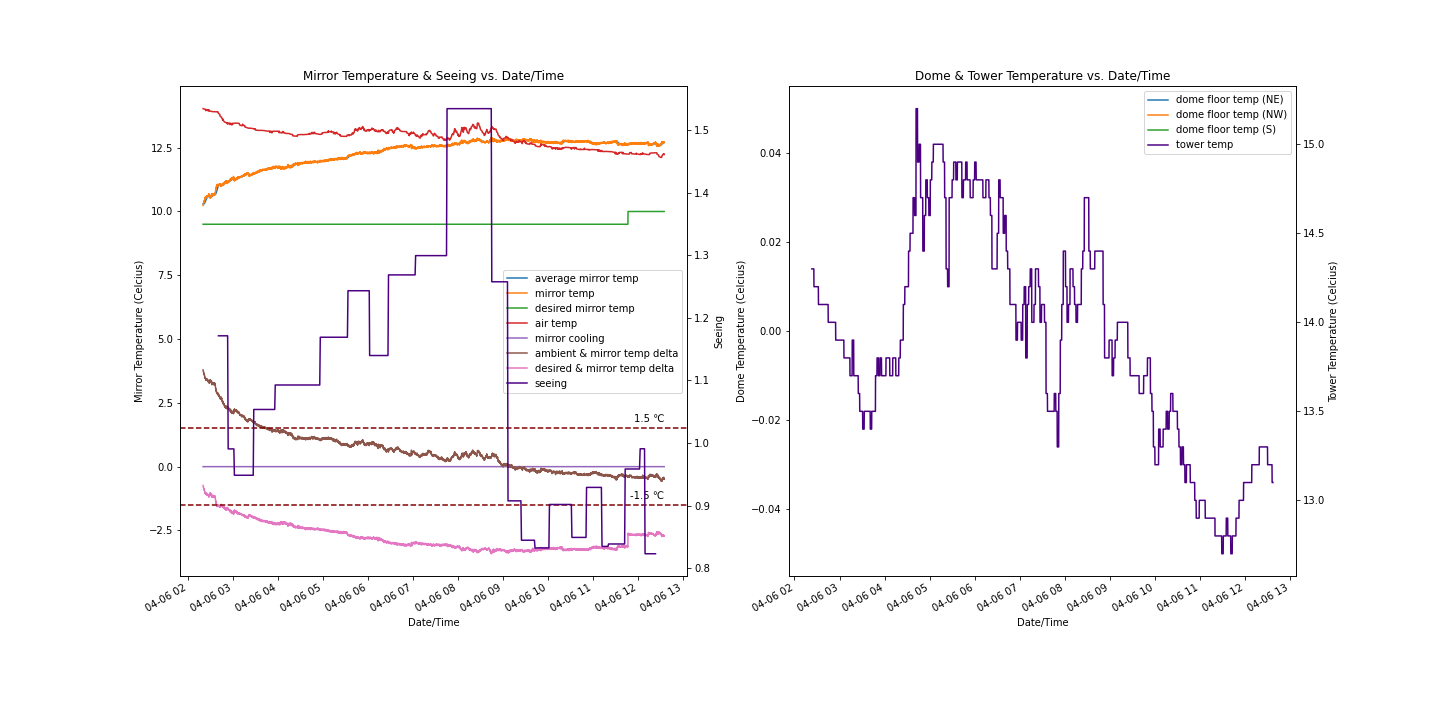 Mirror Temperature & Seeing vs. Date/Time
Mirror Temperature (Celcius)
12.5
10.0
7.5
5.0
2.5
0.0
−2.5
1.5
1.4
1.3
1.2
1.1
1.0
0.9
0.8
Seeing
average mirror temp
mirror temp
desired mirror temp
air temp
mirror cooling
ambient & mirror temp delta
desired & mirror temp delta
seeing
1.5 °C
-1.5 °C
04-06 02
04-06 03
04-06 04
04-06 05
04-06 06
04-06 07
04-06 08
04-06 09
04-06 10
04-06 11
04-06 12
04-06 13
Date/Time
Dome & Tower Temperature vs. Date/Time
Dome Temperature (Celcius)
0.04
0.02
0.00
−0.02
−0.04
dome floor temp (NE)
dome floor temp (NW)
dome floor temp (S)
tower temp
15.0
14.5
14.0
13.5
13.0
Tower Temperature (Celcius)
04-06 02
04-06 03
04-06 04
04-06 05
04-06 06
04-06 07
04-06 08
04-06 09
04-06 10
04-06 11
04-06 12
04-06 13
Date/Time